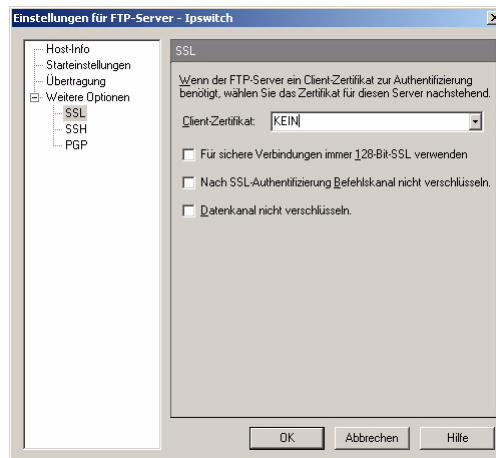 Einstellungen für FTP-Server - Ipswitch
Host-Info
Starteinstellungen
Übertragung
Weitere Optionen
SSL
SSH
PGP
SSL
Wenn der FTP-Server ein Client-Zertifikat zur Authentifizierung
benötigt, wählen Sie das Zertifikat für diesen Server nachstehend.
Client-Zertifikat: KEIN
Für sichere Verbindungen immer 128-Bit-SSL verwenden
Nach SSL-Authentifizierung Befehlskanal nicht verschlüsseln.
Datenkanal nicht verschlüsseln.
OK Abbrechen Hilfe